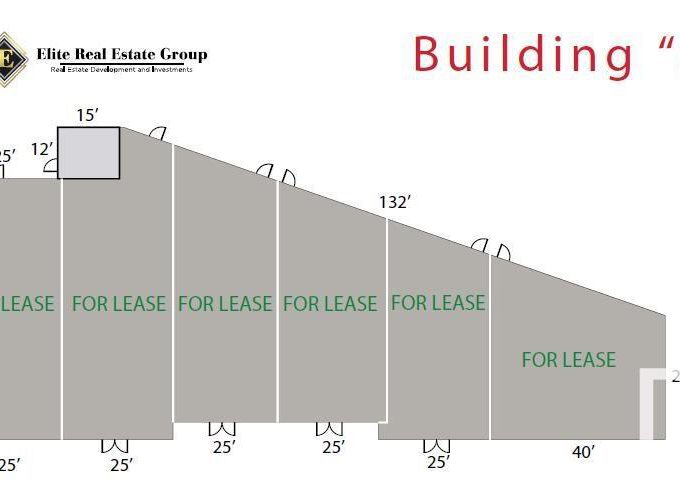 Elite Real Estate Group
Real Estate Development and Investments
Building "
15'
12'
25'
132'
LEASE
FOR LEASE
FOR LEASE
FOR LEASE
FOR LEASE
FOR LEASE
25'
25'
25'
25'
25'
40'